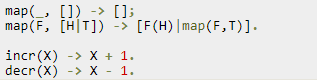 map(_, []) -> [];
map(F, [H|T]) -> [F(H)|map(F,T)].
incr(X) -> X + 1.
decr(X) -> X - 1.